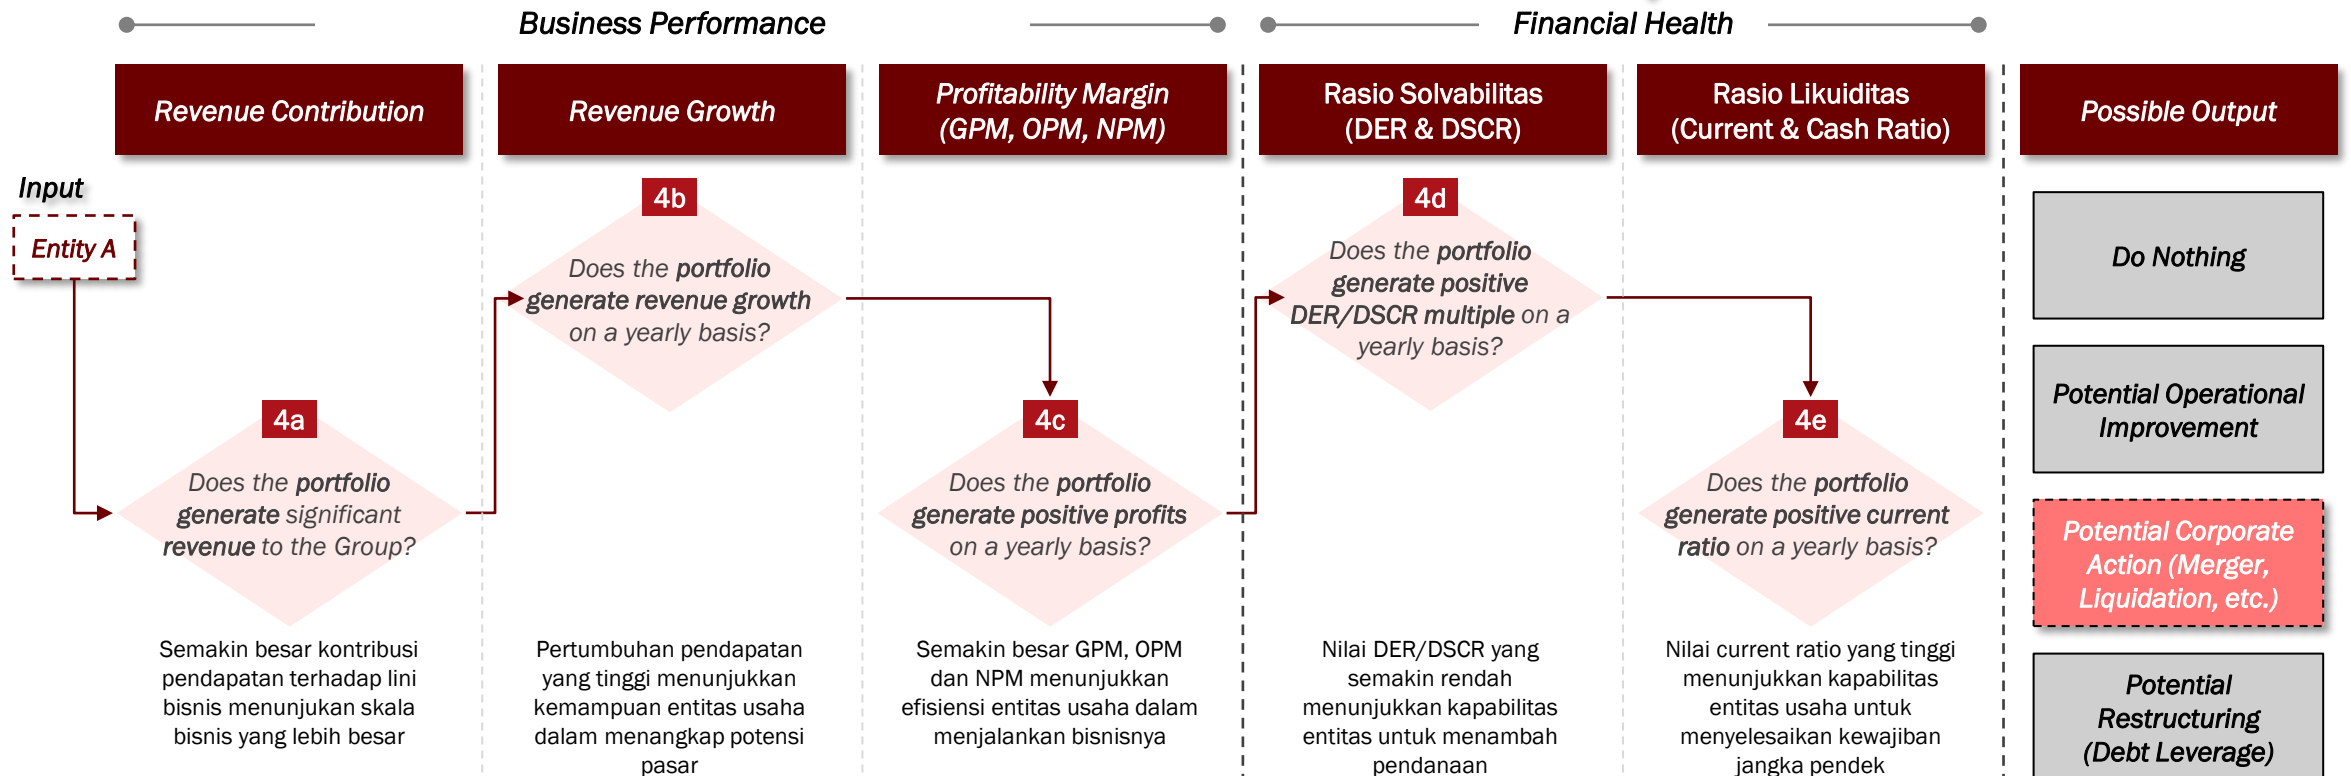 Business Performance
Financial Health
Revenue Contribution
Revenue Growth
Profitability Margin
(GPM, OPM, NPM)
Rasio Solvabilitas
(DER & DSCR)
Rasio Likuiditas
(Current & Cash Ratio)
Possible Output
Input
Entity A
4a
Does the portfolio
generate significant
revenue to the Group?
Semakin besar kontribusi
pendapatan terhadap lini
bisnis menunjukan skala
bisnis yang lebih besar
4b
Does the portfolio
generate revenue growth
on a yearly basis?
Pertumbuhan pendapatan
yang tinggi menunjukkan
kemampuan entitas usaha
dalam menangkap potensi
pasar
4c
Does the portfolio
generate positive profits
on a yearly basis?
Semakin besar GPM, OPM
dan NPM menunjukkan
efisiensi entitas usaha dalam
menjalankan bisnisnya
4d
Does the portfolio
generate positive
DER/DSCR multiple on a
yearly basis?
Nilai DER/DSCR yang
semakin rendah
menunjukkan kapabilitas
entitas untuk menambah
pendanaan
4e
Does the portfolio
generate positive current
ratio on a yearly basis?
Nilai current ratio yang tinggi
menunjukkan kapabilitas
entitas usaha untuk
menyelesaikan kewajiban
jangka pendek
Do Nothing
Potential Operational
Improvement
Potential Corporate
Action (Merger,
Liquidation, etc.)
Potential
Restructuring
(Debt Leverage)